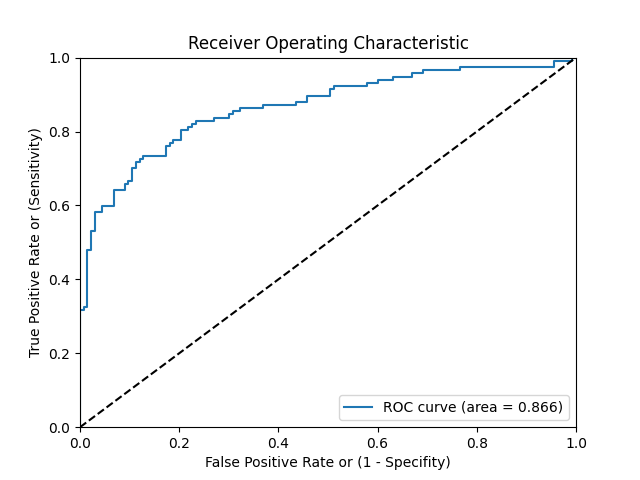 Receiver Operating Characteristic
1.0
0.8
0.6
0.4
0.2
0.0
True Positive Rate or (Sensitivity)
ROC curve (area = 0.866)
0.0 0.2 0.4 0.6 0.8 1.0
False Positive Rate or (1 - Specifity)